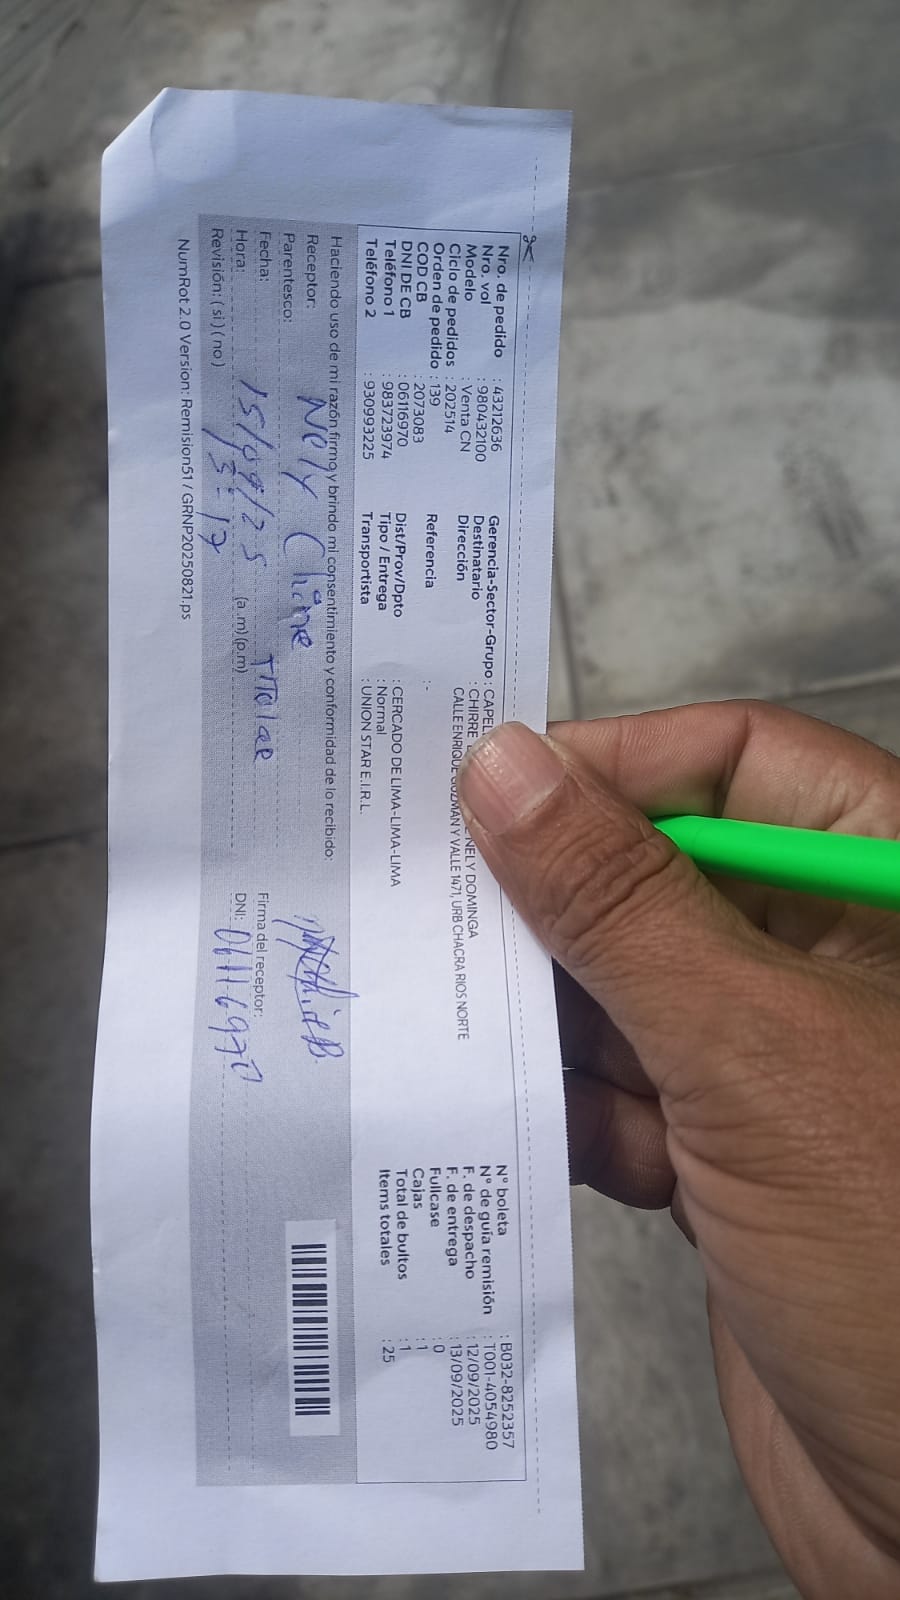 Nro. de pedido : 43212636
Nro. vol : 980432100
Modelo : Venta CN
Ciclo de pedidos : 202514
Orden de pedido : 139
COD CB : 2073083
DNI DE CB : 06116970
Teléfono 1 : 983723974
Teléfono 2 : 930993225
Gerencia-Sector-Grupo : CAPEL
Destinatario : CHIRRE NELY DOMINGA
Dirección CALLE ENRIQUE GUZMAN Y VALLE 1471, URB CHACRA RIOS NORTE
Referencia :-
Dist/Prov/Dpto : CERCADO DE LIMA-LIMA-LIMA
Tipo / Entrega : Normal
Transportista : UNION STAR E.I.R.L.
N° boleta : B032-8252357
N° de guía remisión : T001-4054980
F. de despacho : 12/09/2025
F. de entrega : 13/09/2025
Fullcase : 0
Cajas : 1
Total de bultos : 1
Items totales : 25
Haciendo uso de mi razón firmo y brindo mi consentimiento y conformidad de lo recibido:
Receptor: Nely
Parentesco: Titolar
Fecha: 15/09/25
Hora: (a.m)(p.m)
Revisión: ( si ) ( no )
Firma del receptor:
DNI: 06116970
NumRot 2.0 Version: Remision51 / GRNP20250821.ps